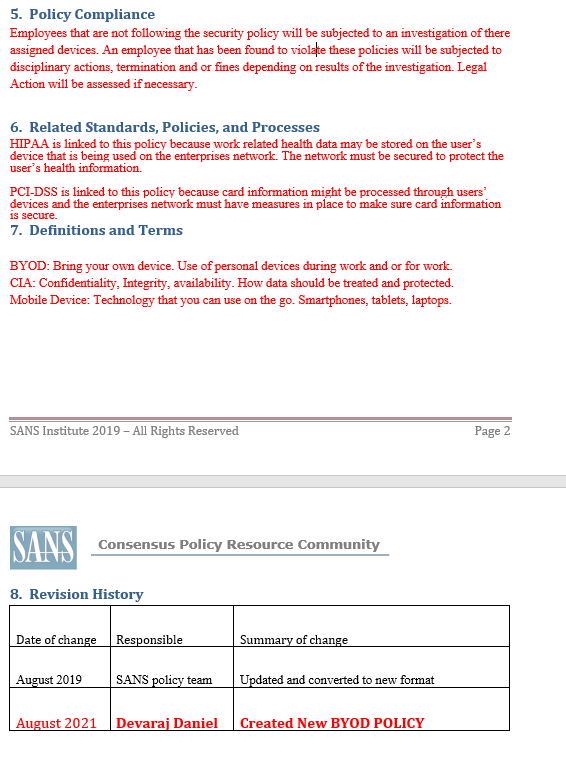 5. Policy Compliance
Employees that are not following the security policy will be subjected to an investigation of there
assigned devices. An employee that has been found to violate these policies will be subjected to
disciplinary actions, termination and or fines depending on results of the investigation. Legal
Action will be assessed if necessary.
6. Related Standards, Policies, and Processes
HIPAA is linked to this policy because work related health data may be stored on the user’s
device that is being used on the enterprises network. The network must be secured to protect the
user’s health information.
PCI-DSS is linked to this policy because card information might be processed through users’
devices and the enterprises network must have measures in place to make sure card information
is secure.
7. Definitions and Terms
BYOD: Bring your own device. Use of personal devices during work and or for work.
CIA: Confidentiality, Integrity, availability. How data should be treated and protected.
Mobile Device: Technology that you can use on the go. Smartphones, tablets, laptops.
SANS Institute 2019 – All Rights Reserved Page 2
SANS Consensus Policy Resource Community
8. Revision History
Date of change Responsible Summary of change
August 2019 SANS policy team Updated and converted to new format
August 2021 Devaraj Daniel Created New BYOD POLICY